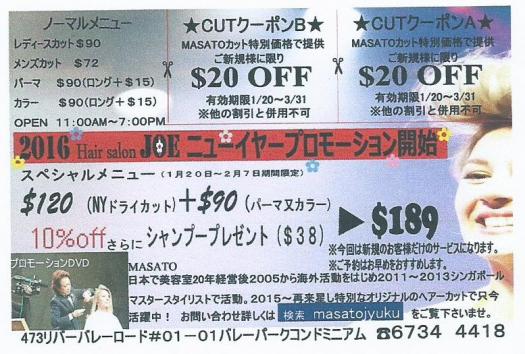 ノーマルメニュー
レディースカット$90
メンズカット $72
パーマ $90(ロング+$15)
カラー $90(ロング+$15)
OPEN 11:00AM~7:00PM
★CUTクーポンB★
MASATOカット特別価格で提供
ご新規様に限り
$20 OFF
有効期限1/20~3/31
※他の割引と併用不可
★CUTクーポンA★
MASATOカット特別価格で提供
ご新規様に限り
$20 OFF
有効期限1/20~3/31
※他の割引と併用不可
2016 Hair salon JOE ニューイヤープロモーション開始
スペシャルメニュー(1月20日~2月7日期間限定)
$120 (NYドライカット)+$90 (パーマ又カラー)
▶$189
10%off さらに シャンプープレゼント($38)
※今回は新規のお客様だけのサービスになります。
※ご予約はお早めをおすすめします。
プロモーションDVD
MASATO
日本で美容室20年経営後2005から海外活動をはじめ2011~2013シンガポール
マスタースタイリストで活動。2015~再来星し特別なオリジナルのヘアーカットで只今
活躍中! お問い合わせ詳しくは 検索 masatojyuku をご覧下さいませ。
473リバーバレーロード#01-01バレーパークコンドミニアム ☎6734 4418